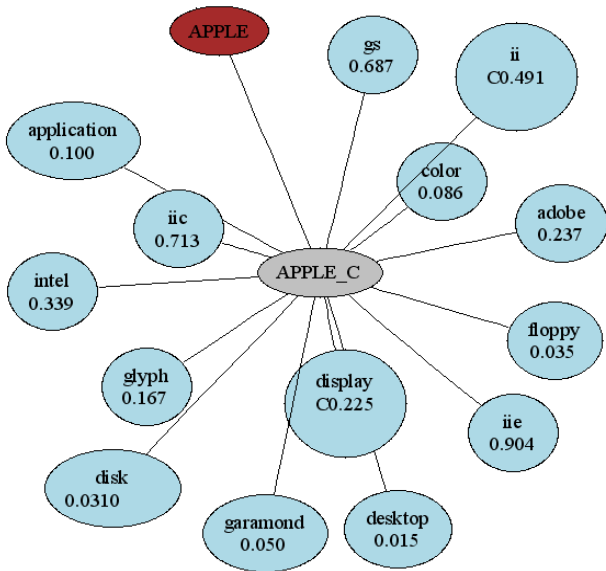 APPLE
gs
0.687
ii
C0.491
application
0.100
color
0.086
iic
0.713
adobe
0.237
APPLE_C
intel
0.339
floppy
0.035
glyph
0.167
display
C0.225
iie
0.904
disk
0.0310
garamond
0.050
desktop
0.015